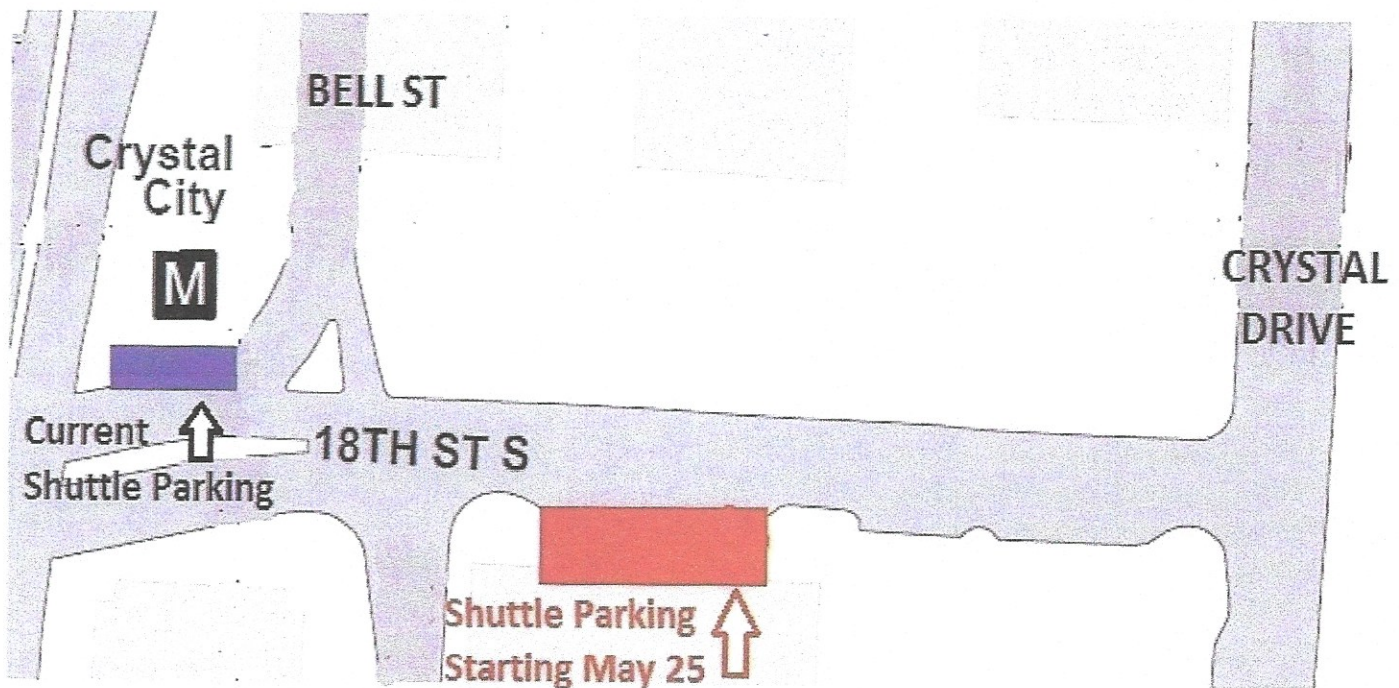 BELL ST
Crystal
City
M
CRYSTAL
DRIVE
Current
Shuttle Parking
18TH ST S
Shuttle Parking
Starting May 25